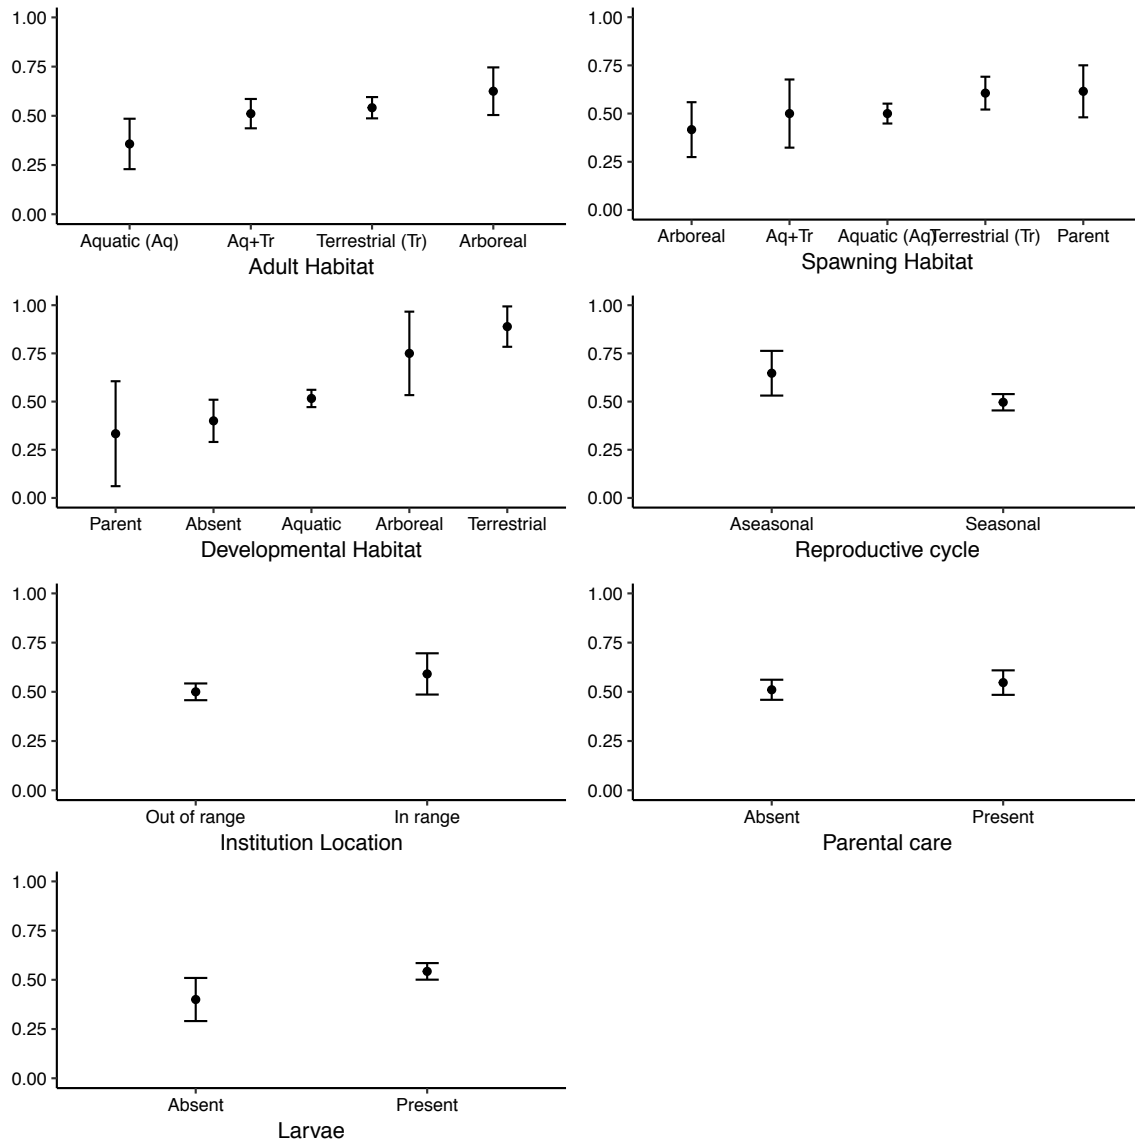 1.00
0.75
0.50
0.25
0.00
Aquatic (Aq) Aq+Tr Terrestrial (Tr) Arboreal
Adult Habitat
1.00
0.75
0.50
0.25
0.00
Arboreal Aq+Tr Aquatic (Aq) Terrestrial (Tr) Parent
Spawning Habitat
1.00
0.75
0.50
0.25
0.00
Parent Absent Aquatic Arboreal Terrestrial
Developmental Habitat
1.00
0.75
0.50
0.25
0.00
Aseasonal Seasonal
Reproductive cycle
1.00
0.75
0.50
0.25
0.00
Out of range In range
Institution Location
1.00
0.75
0.50
0.25
0.00
Absent Present
Parental care
1.00
0.75
0.50
0.25
0.00
Absent Present
Larvae